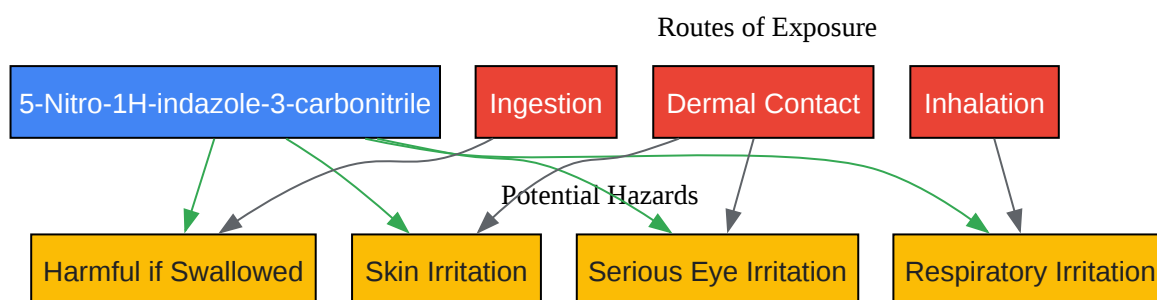 Routes of Exposure
5-Nitro-1H-indazole-3-carbonitrile
Ingestion
Dermal Contact
Inhalation
Potential Hazards
Harmful if Swallowed
Skin Irritation
Serious Eye Irritation
Respiratory Irritation